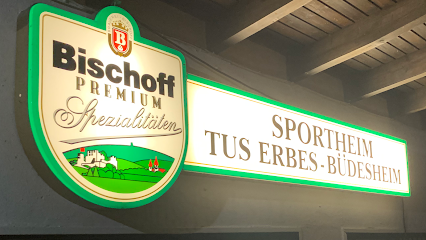 B
Bischoff
PREMIUM
Spezialitäten
SPORTHEIM
TUS ERBES-BÜDESHEIM